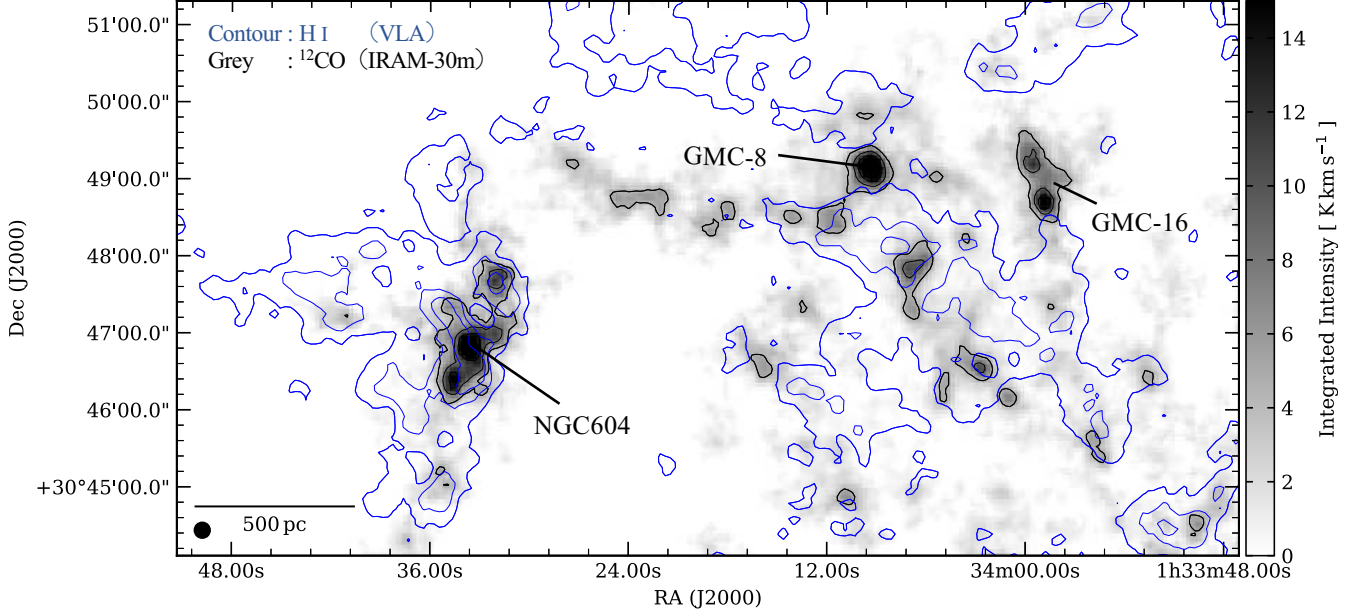 Contour : H I （VLA）
Grey : ¹²CO（IRAM-30m）
GMC-8
GMC-16
NGC604
500 pc
51'00.0"
50'00.0"
49'00.0"
48'00.0"
47'00.0"
46'00.0"
+30°45'00.0"
Dec (J2000)
48.00s 36.00s 24.00s 12.00s 34m00.00s 1h33m48.00s
RA (J2000)
14
12
10
8
6
4
2
0
Integrated Intensity [ K km s⁻¹ ]